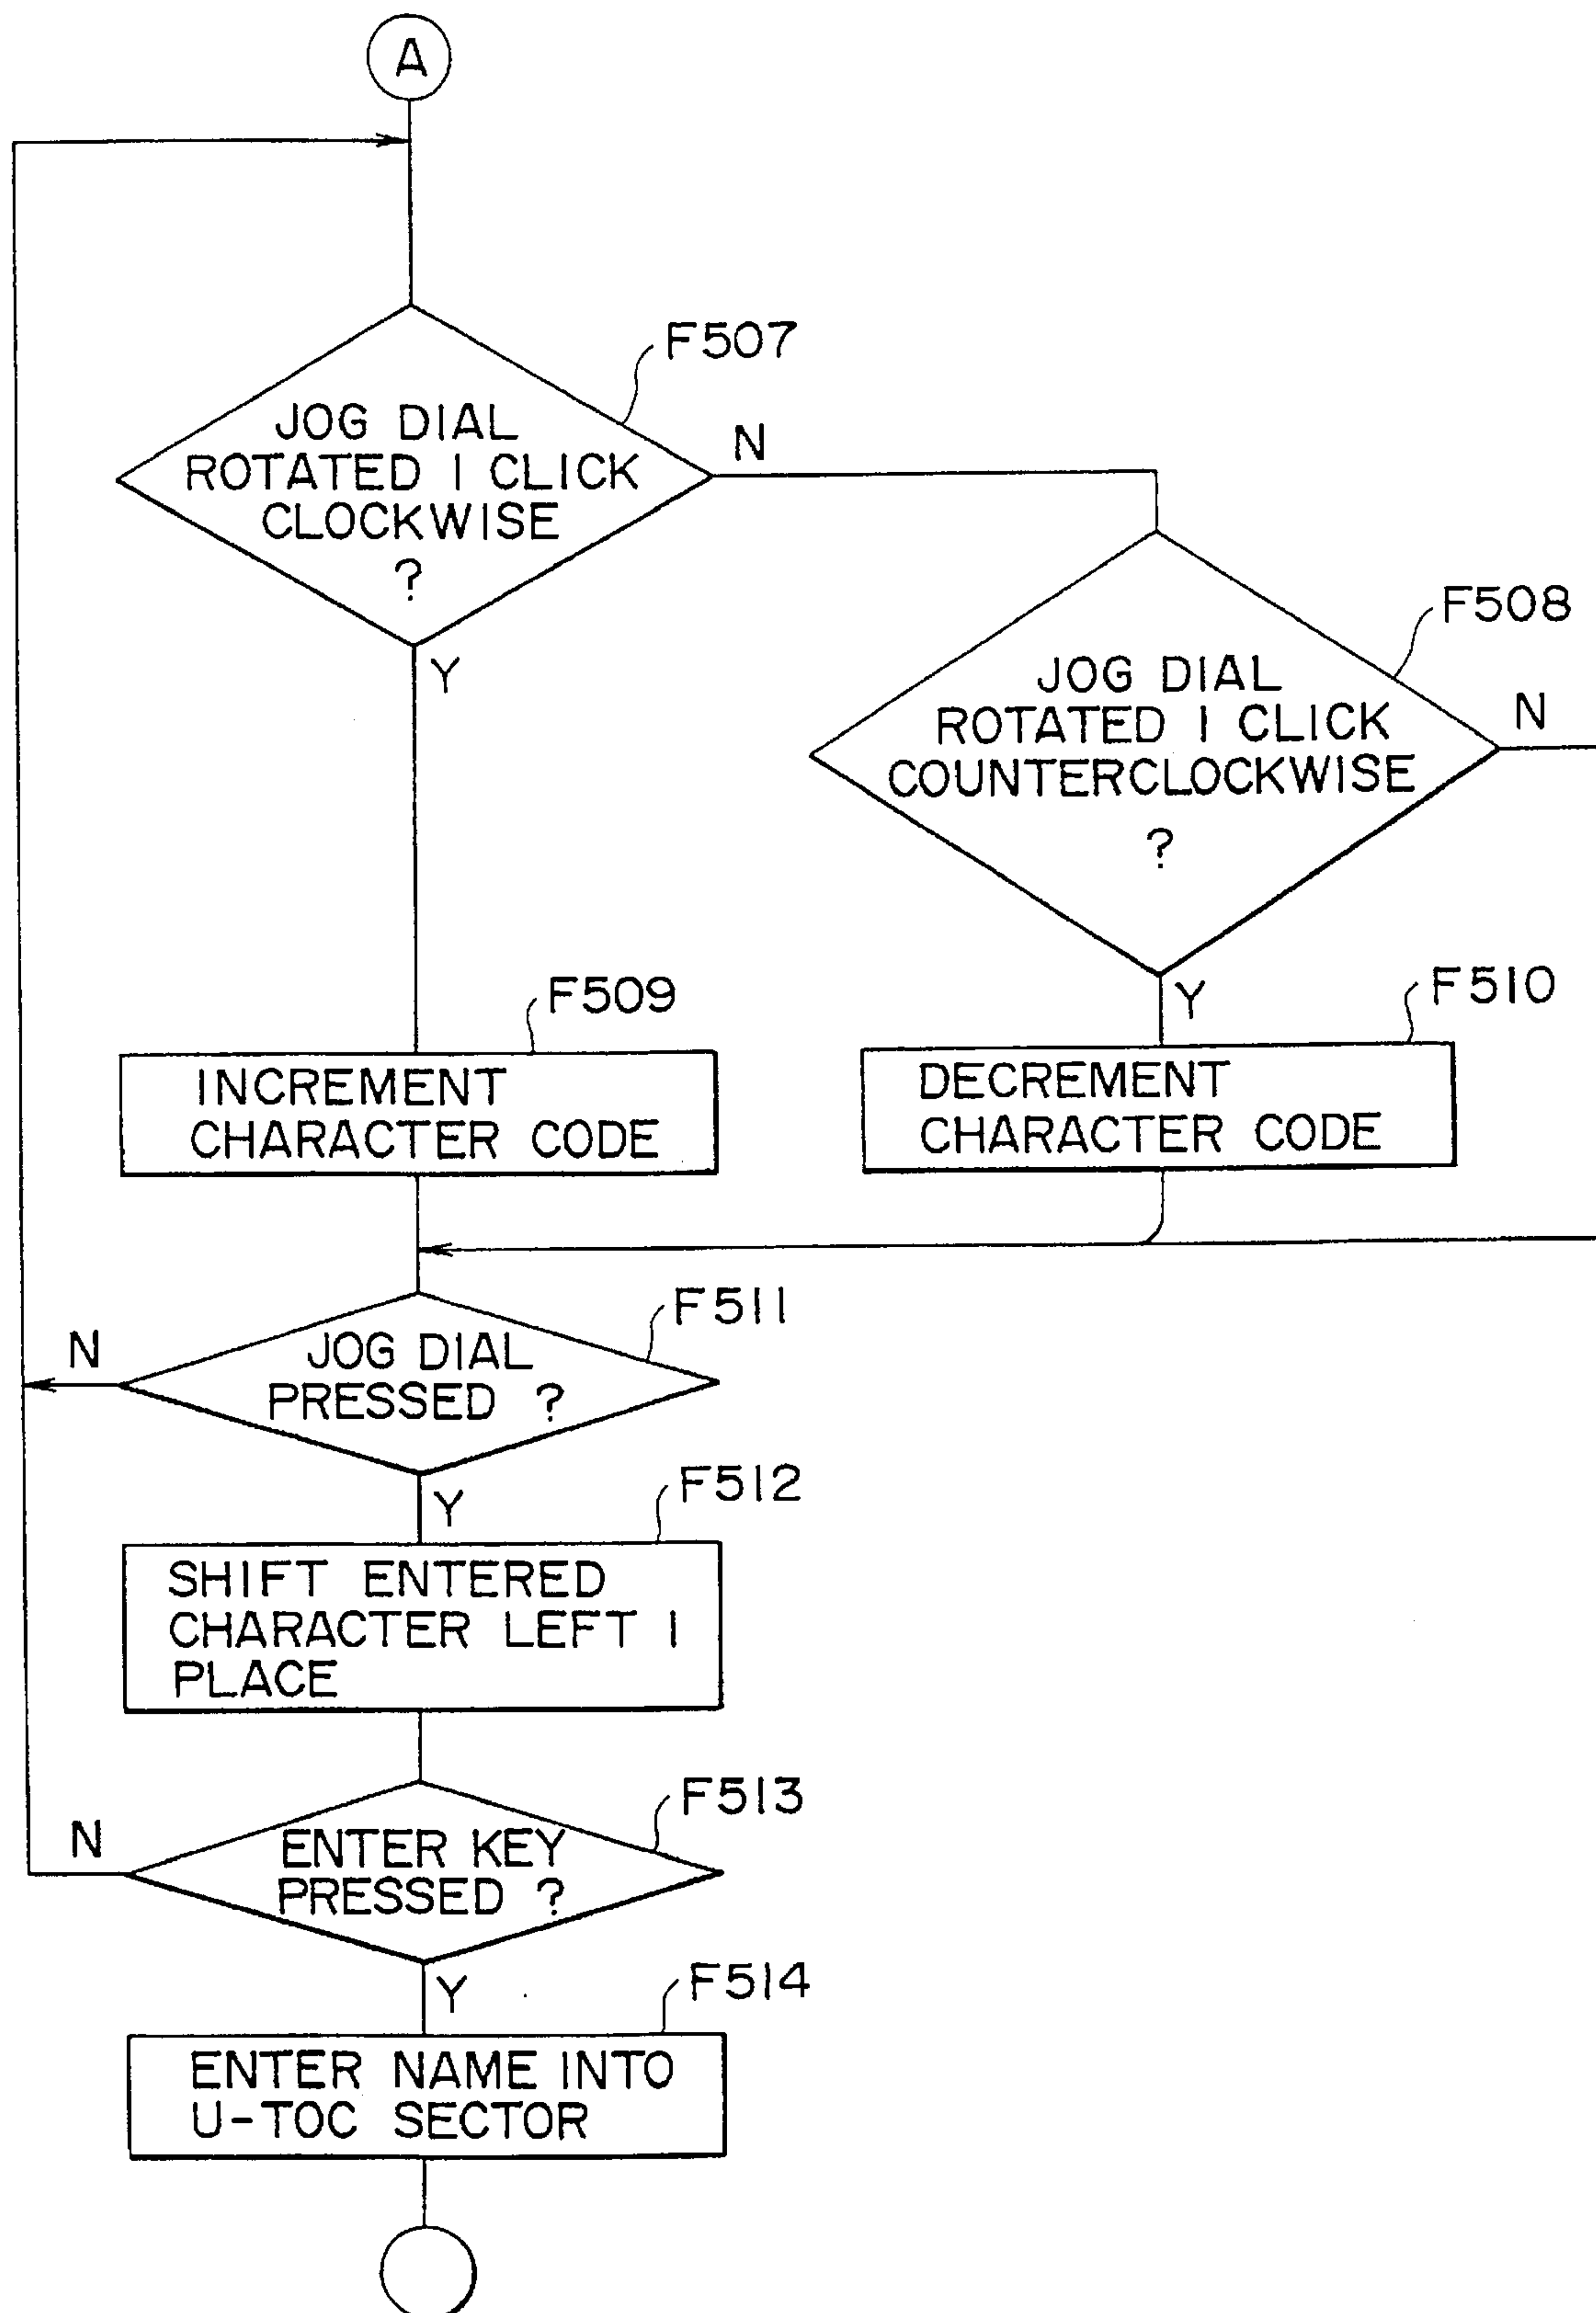 A
F507
JOG DIAL
ROTATED 1 CLICK
CLOCKWISE
?
N
Y
F508
JOG DIAL
ROTATED 1 CLICK
COUNTERCLOCKWISE
?
N
Y
F509
INCREMENT
CHARACTER CODE
F510
DECREMENT
CHARACTER CODE
F511
JOG DIAL
PRESSED ?
N
Y
F512
SHIFT ENTERED
CHARACTER LEFT 1
PLACE
F513
ENTER KEY
PRESSED ?
N
Y
F514
ENTER NAME INTO
U-TOC SECTOR